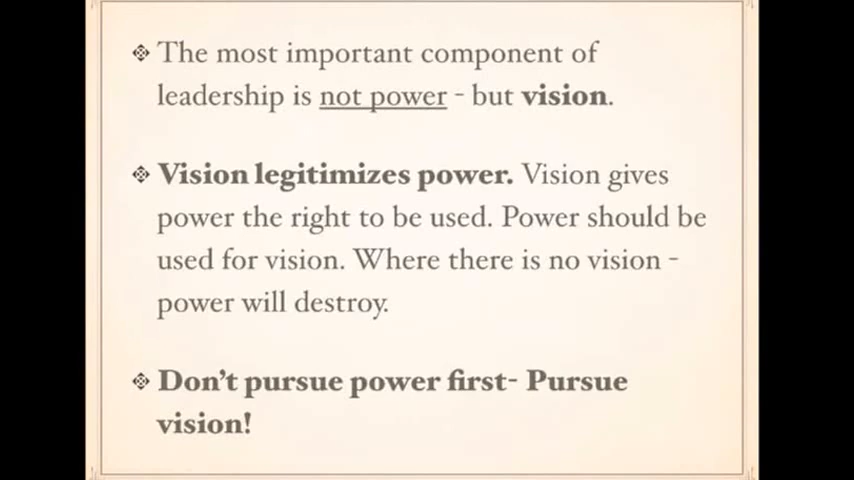 The most important component of
leadership is not power - but vision.
Vision legitimizes power. Vision gives
power the right to be used. Power should be
used for vision. Where there is no vision -
power will destroy.
Don't pursue power first- Pursue
vision!